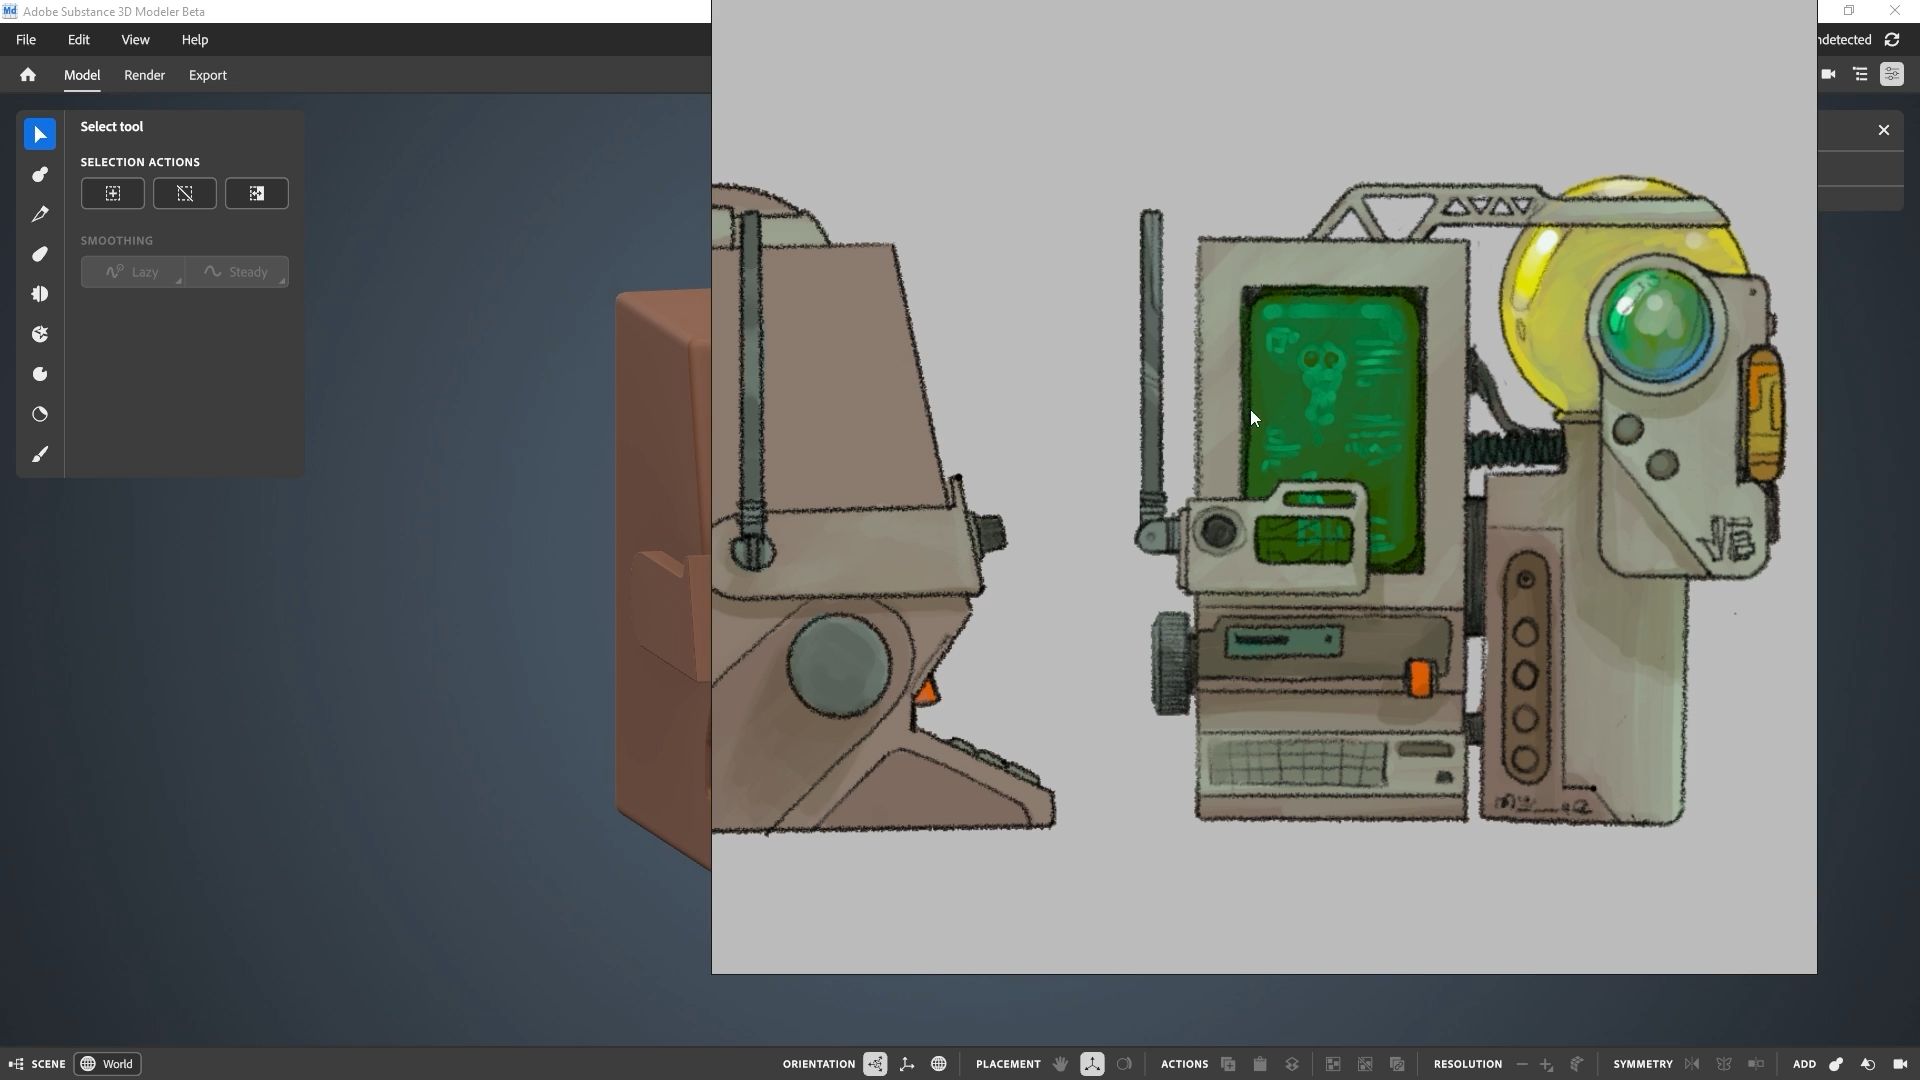 Md Adobe Substance 3D Modeler Beta
File Edit View Help
ndetected
Model Render Export
Select tool
SELECTION ACTIONS
SMOOTHING
Lazy Steady
SCENE World ORIENTATION PLACEMENT ACTIONS RESOLUTION SYMMETRY ADD